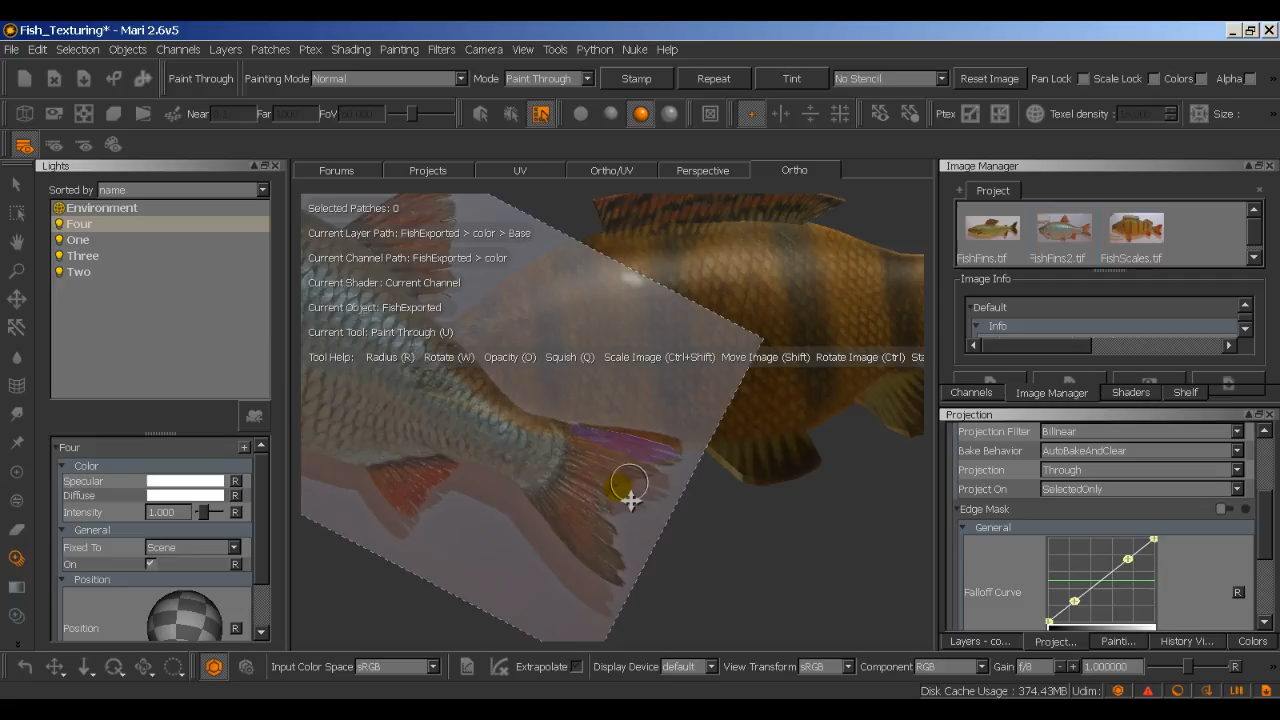 Fish_Texturing* - Mari 2.6v5
File Edit Selection Objects Channels Layers Patches Ptex Shading Painting Filters Camera View Tools Python Nuke Help
Paint Through Painting Mode Normal Mode Paint Through Stamp Repeat Tint No Stencil Reset Image Pan Lock Scale Lock Colors Alpha »
Near Far FoV Ptex Texel density : Size : »
Lights
Sorted by name
Environment
Four
One
Three
Two
Four
Color
Specular R
Diffuse R
Intensity 1.000 R
General
Fixed To Scene R
On R
Position
Position R
Forums Projects UV Ortho/UV Perspective Ortho
Selected Patches: 0
Current Layer Path: FishExported > color > Base
Current Channel Path: FishExported > color
Current Shader: Current Channel
Current Object: FishExported
Current Tool: Paint Through (U)
Tool Help: Radius (R) Rotate (W) Opacity (O) Squish (Q) Scale Image (Ctrl+Shift) Move Image (Shift) Rotate Image (Ctrl) Sta
Image Manager
Project
FishFins.tif FishFins2.tif FishScales.tif
Image Info
Default
Info
Channels Image Manager Shaders Shelf
Projection
Projection Filter Bilinear
Bake Behavior AutoBakeAndClear
Projection Through
Project On SelectedOnly
Edge Mask
General
Falloff Curve R
Layers - co... Project... Painti... History Vi... Colors
Input Color Space sRGB Extrapolate Display Device default View Transform sRGB Component RGB Gain f/8 - + 1.000000 R
Disk Cache Usage : 374.43MB Udim: